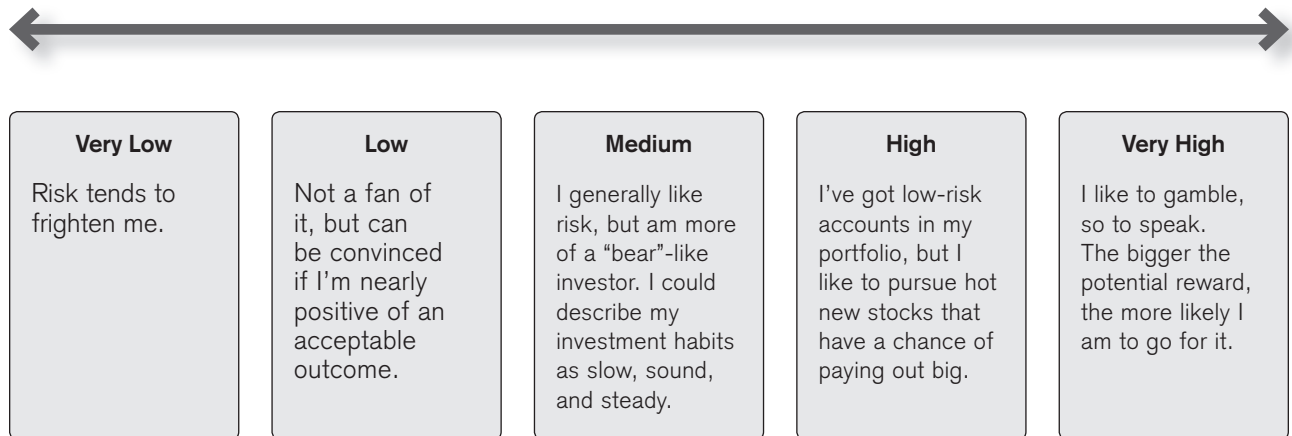 Very Low
Risk tends to
frighten me.
Low
Not a fan of
it, but can
be convinced
if I'm nearly
positive of an
acceptable
outcome.
Medium
I generally like
risk, but am more
of a “bear”-like
investor. I could
describe my
investment habits
as slow, sound,
and steady.
High
I've got low-risk
accounts in my
portfolio, but I
like to pursue hot
new stocks that
have a chance of
paying out big.
Very High
I like to gamble,
so to speak.
The bigger the
potential reward,
the more likely I
am to go for it.